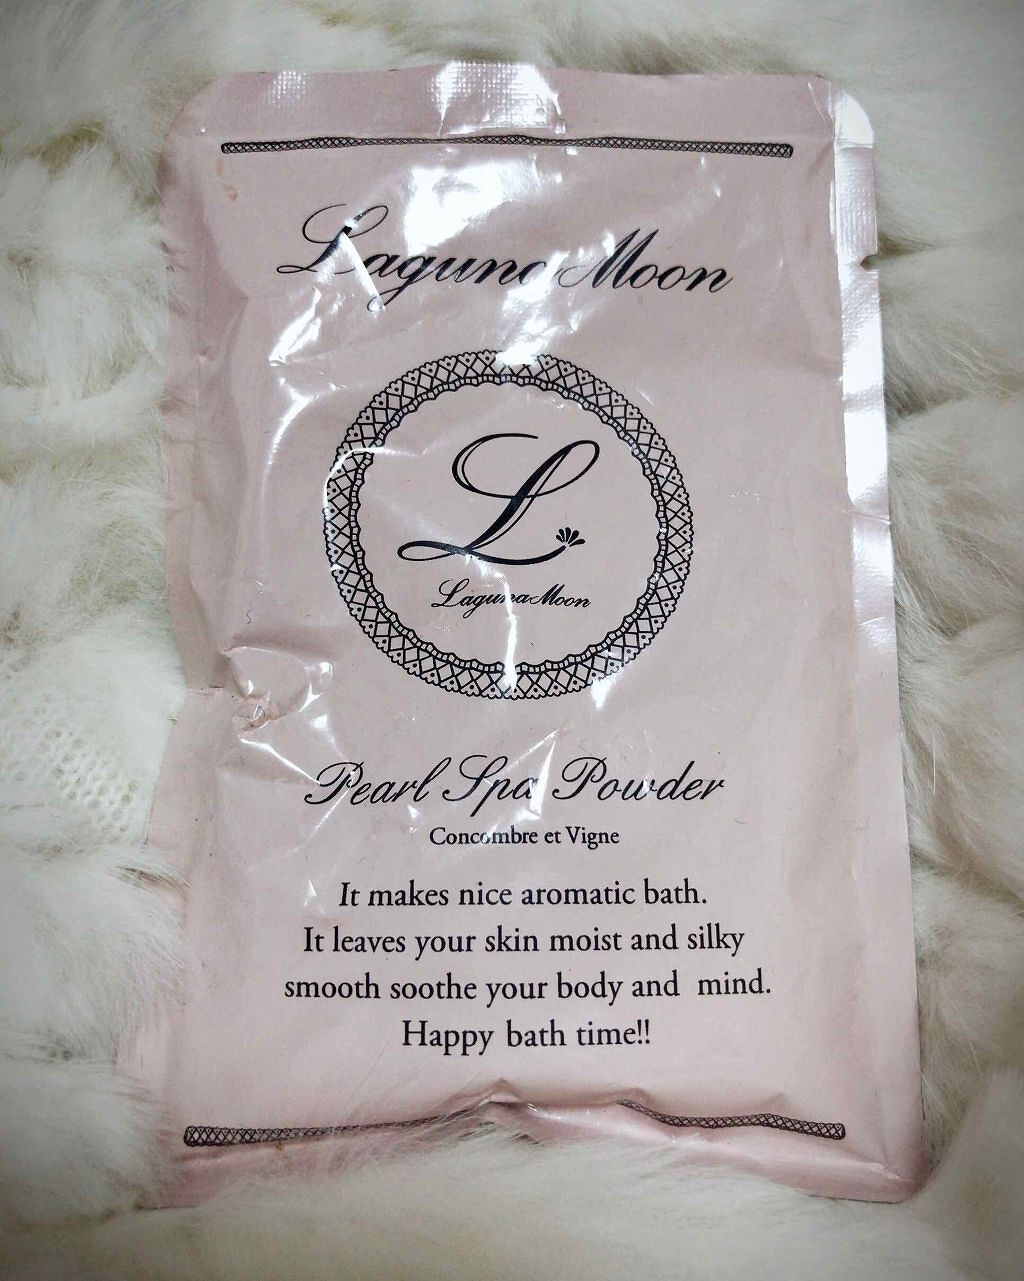 Laguna Moon
L
LagunaMoon
Pearl Spa Powder
Concombre et Vigne
It makes nice aromatic bath.
It leaves your skin moist and silky
smooth soothe your body and mind.
Happy bath time!!